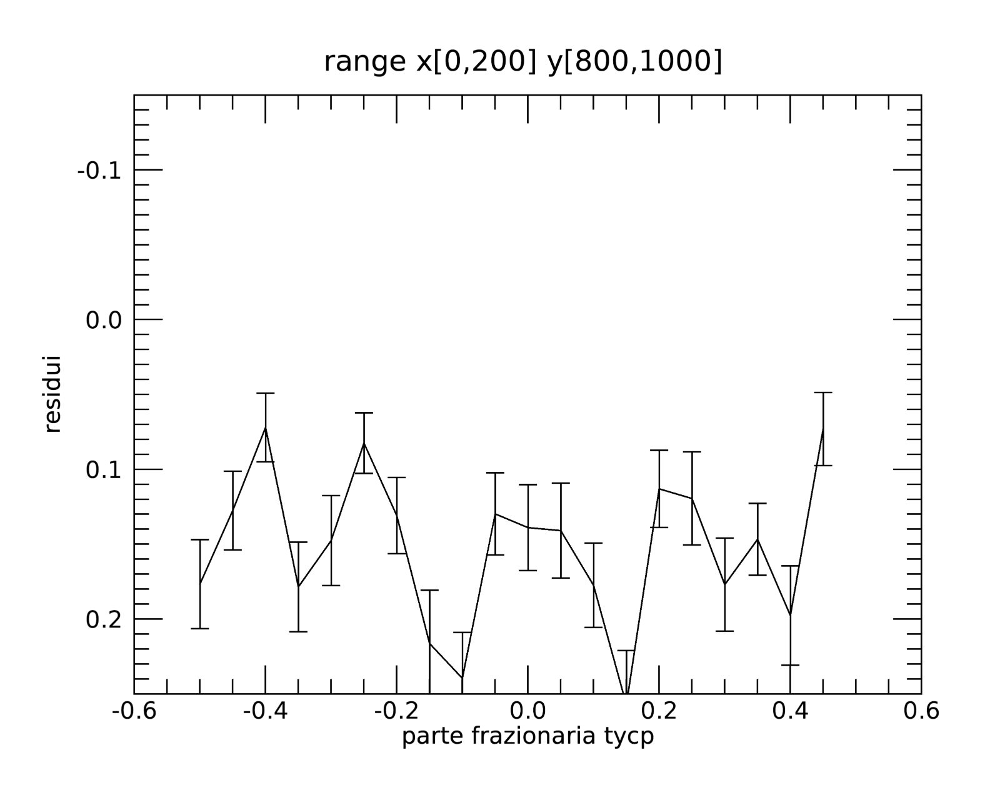 range x[0,200] y[800,1000]
-0.1
0.0
0.1
0.2
residui
-0.6 -0.4 -0.2 0.0 0.2 0.4 0.6
parte frazionaria tycp